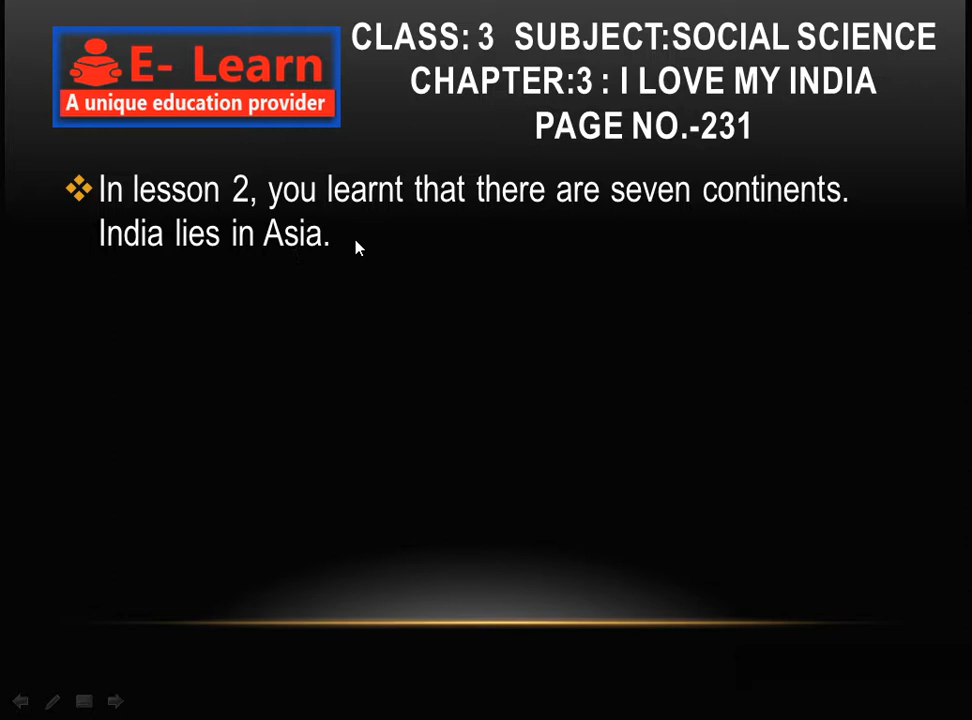 E- Learn
A unique education provider
CLASS: 3 SUBJECT:SOCIAL SCIENCE
CHAPTER:3 : I LOVE MY INDIA
PAGE NO.-231
In lesson 2, you learnt that there are seven continents.
India lies in Asia.